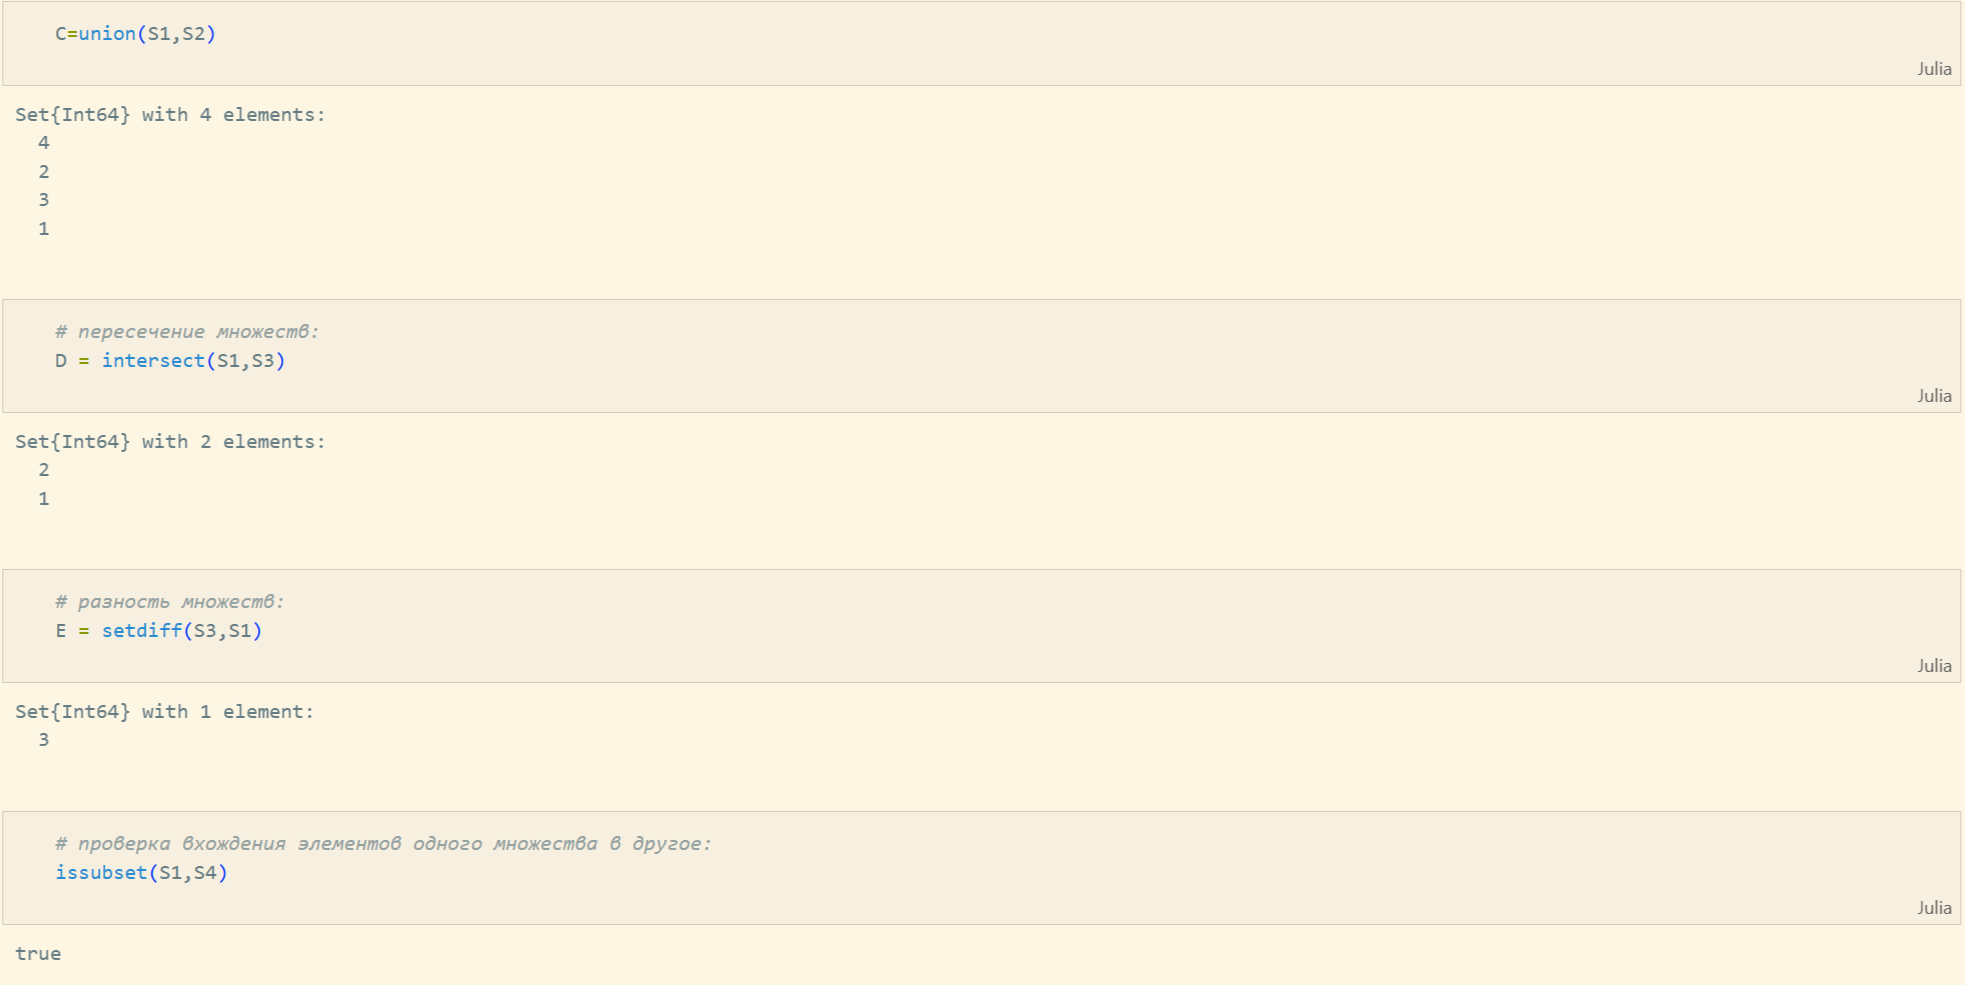 C=union(S1,S2)
Julia
Set{Int64} with 4 elements:
4
2
3
1
# пересечение множеств:
D = intersect(S1,S3)
Julia
Set{Int64} with 2 elements:
2
1
# разность множеств:
E = setdiff(S3,S1)
Julia
Set{Int64} with 1 element:
3
# проверка вхождения элементов одного множества в другое:
issubset(S1,S4)
Julia
true